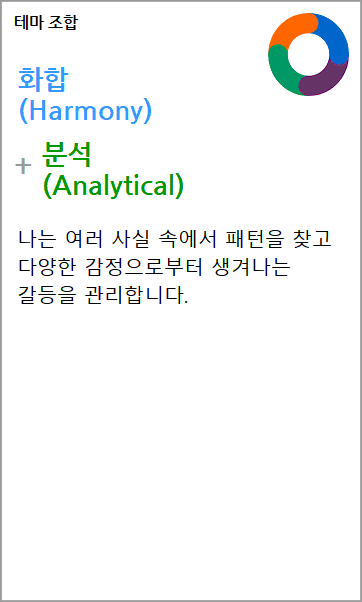 테마 조합
화합
(Harmony)
+ 분석
(Analytical)
나는 여러 사실 속에서 패턴을 찾고
다양한 감정으로부터 생겨나는
갈등을 관리합니다.